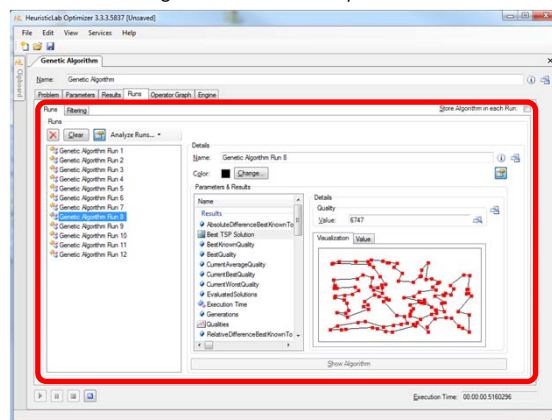 HeuristicLab Optimizer 3.3.3.5837 [Unsaved]
File Edit View Services Help
Genetic Algorithm
Clipboard
Name: Genetic Algorithm
Problem Parameters Results Runs Operator Graph Engine
Runs Filtering Store Algorithm in each Run:
Runs
Clear Analyze Runs...
Genetic Algorithm Run 1
Genetic Algorithm Run 2
Genetic Algorithm Run 3
Genetic Algorithm Run 4
Genetic Algorithm Run 5
Genetic Algorithm Run 6
Genetic Algorithm Run 7
Genetic Algorithm Run 8
Genetic Algorithm Run 9
Genetic Algorithm Run 10
Genetic Algorithm Run 11
Genetic Algorithm Run 12
Details
Name: Genetic Algorithm Run 8
Color: Change...
Parameters & Results
Name
Results
AbsoluteDifferenceBestKnownTo
Best TSP Solution
BestKnownQuality
BestQuality
CurrentAverageQuality
CurrentBestQuality
CurrentWorstQuality
EvaluatedSolutions
Execution Time
Generations
Qualities
RelativeDifferenceBestKnownTo
Details
Quality
Value: 6747
Visualization Value
Show Algorithm
Execution Time: 00:00:00.5160296